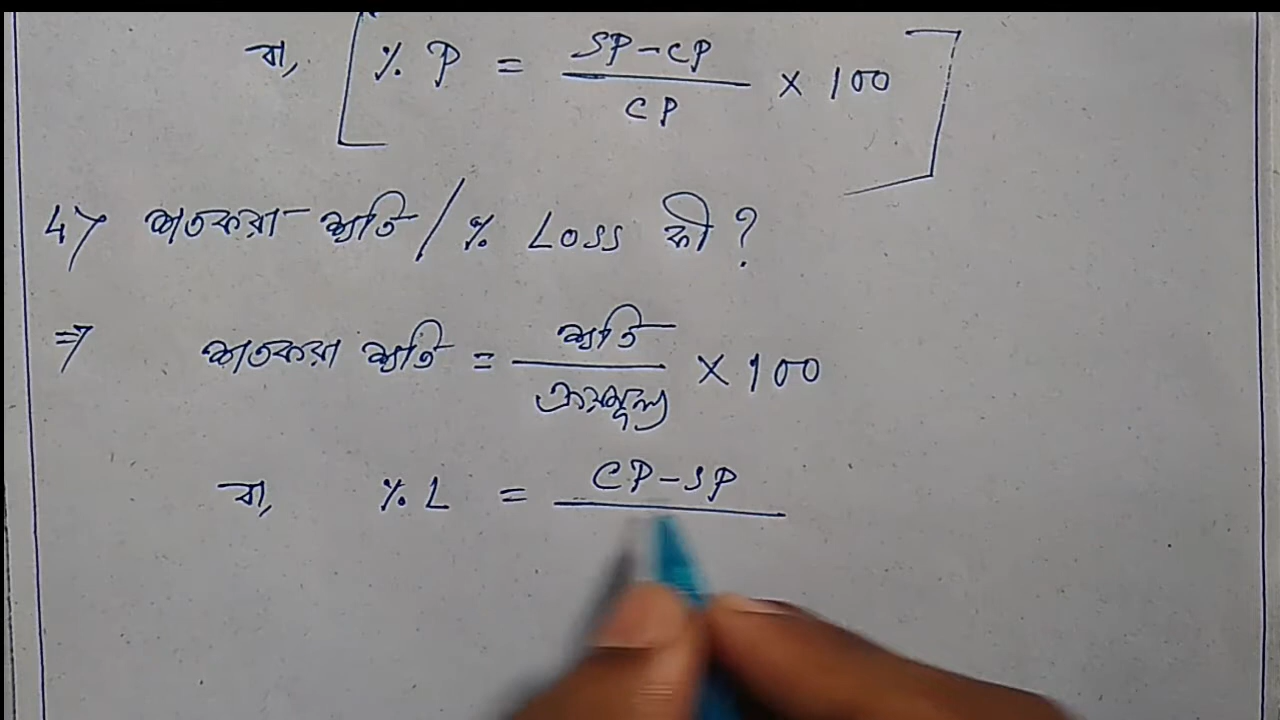 বা, [ % P = SP-CP / CP × 100 ]
4> শতকরা ক্ষতি / % Loss কী ?
⇒ শতকরা ক্ষতি = ক্ষতি / ক্রয়মূল্য × 100
বা, % L = CP-SP